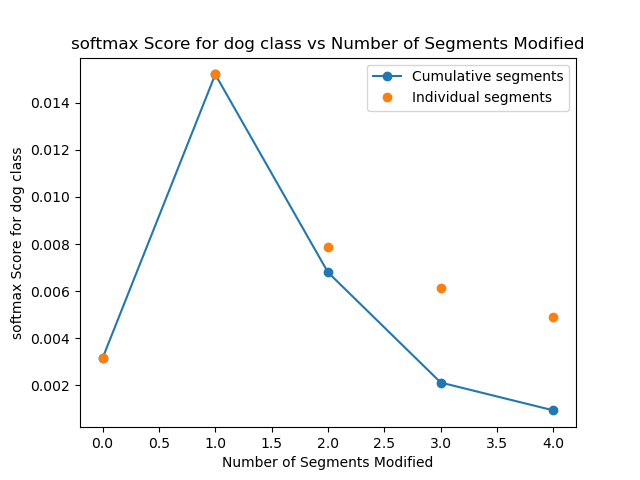 softmax Score for dog class vs Number of Segments Modified
Cumulative segments
Individual segments
softmax Score for dog class
0.014
0.012
0.010
0.008
0.006
0.004
0.002
0.0 0.5 1.0 1.5 2.0 2.5 3.0 3.5 4.0
Number of Segments Modified